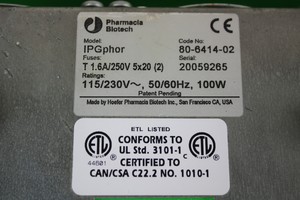 Pharmacia
Biotech
CE
Model: Code No:
IPGphor 80-6414-02
Fuses: Serial No:
T 1.6A/250V 5x20 (2) 20059265
Ratings:
115/230V~, 50/60Hz, 100W
Patent Pending
Made by Hoefer Pharmacia Biotech Inc., San Francisco CA, USA
ETL LISTED
CONFORMS TO
UL Std. 3101-1
CERTIFIED TO
CAN/CSA C22.2 NO. 1010-1
ETL
44801
C
ETL